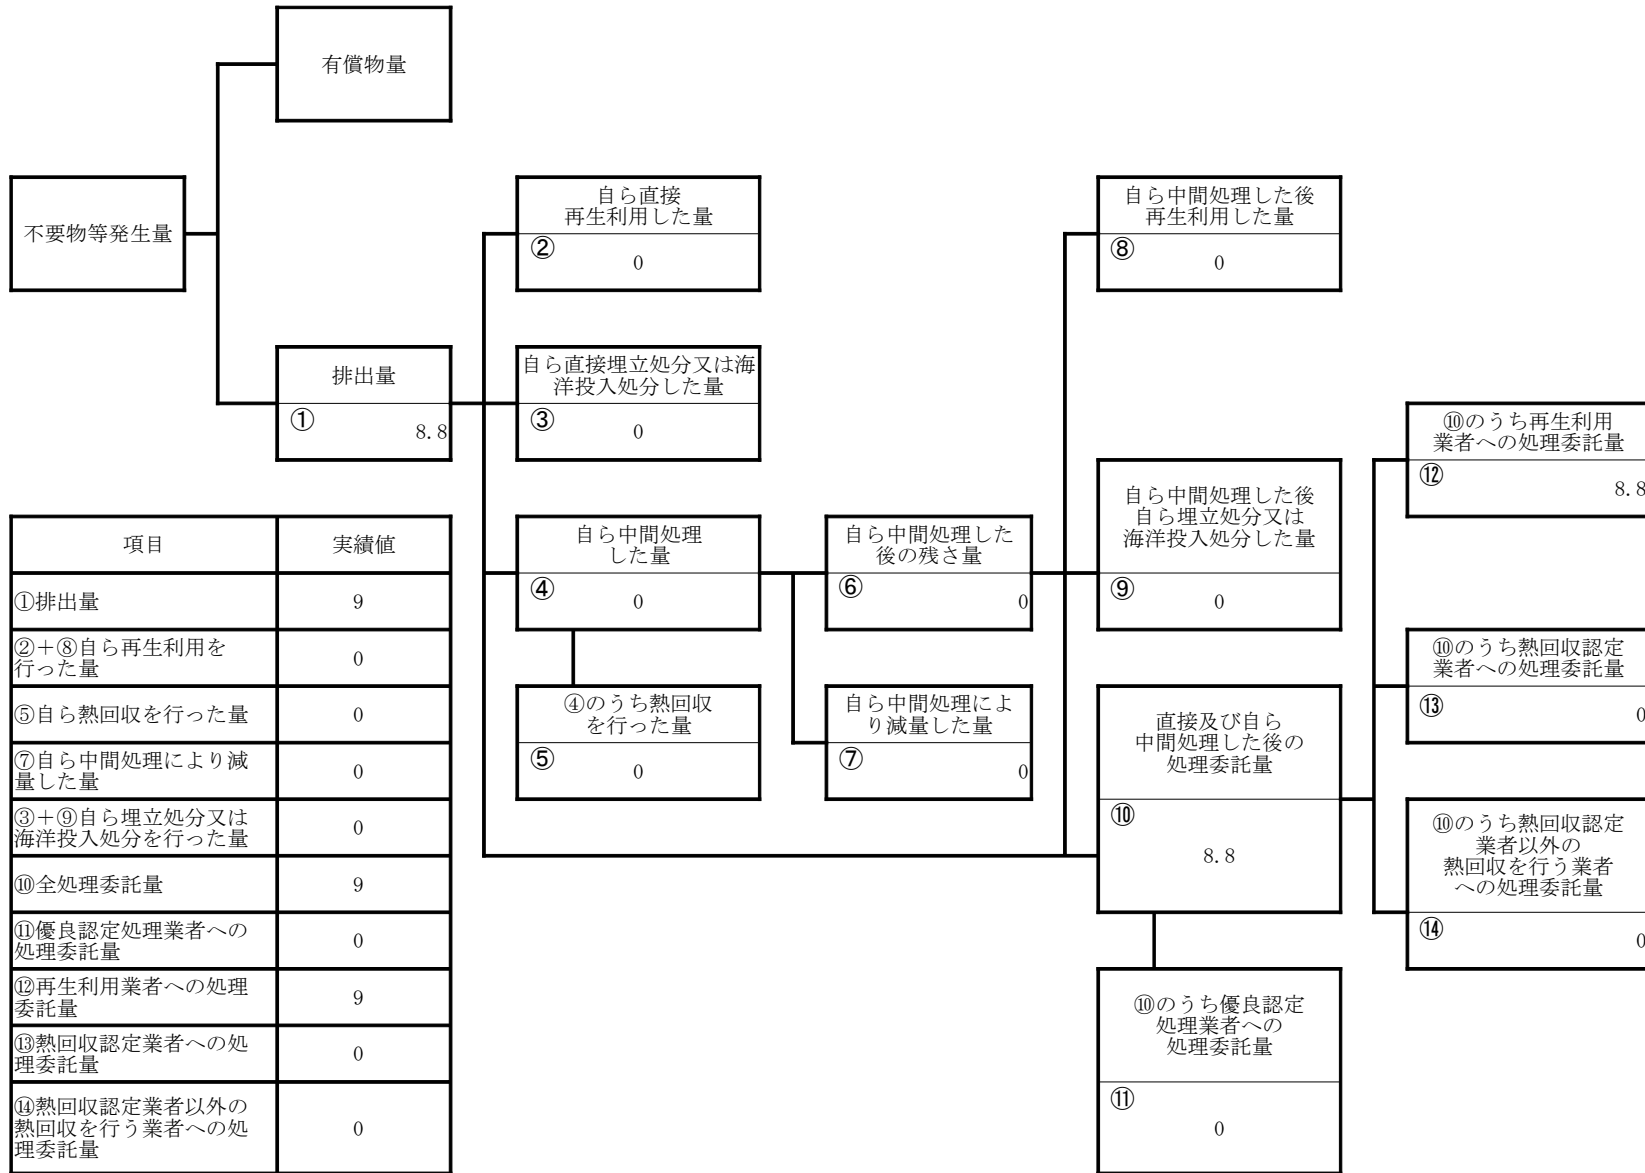 有償物量
不要物等発生量
自ら直接
再生利用した量
②
0
自ら中間処理した後
再生利用した量
⑧
0
排出量
①
8.8
自ら直接埋立処分又は海
洋投入処分した量
③
0
⑩のうち再生利用
業者への処理委託量
⑫
8.8
自ら中間処理した後
自ら埋立処分又は
海洋投入処分した量
⑨
0
自ら中間処理
した量
④
0
自ら中間処理した
後の残さ量
⑥
0
⑩のうち熱回収認定
業者への処理委託量
⑬
0
④のうち熱回収
を行った量
⑤
0
自ら中間処理によ
り減量した量
⑦
0
直接及び自ら
中間処理した後の
処理委託量
⑩
8.8
⑩のうち熱回収認定
業者以外の
熱回収を行う業者
への処理委託量
⑭
0
⑩のうち優良認定
処理業者への
処理委託量
⑪
0
項目 実績値
①排出量 9
②＋⑧自ら再生利用を
行った量 0
⑤自ら熱回収を行った量 0
⑦自ら中間処理により減
量した量 0
③＋⑨自ら埋立処分又は
海洋投入処分を行った量 0
⑩全処理委託量 9
⑪優良認定処理業者への
処理委託量 0
⑫再生利用業者への処理
委託量 9
⑬熱回収認定業者への処
理委託量 0
⑭熱回収認定業者以外の
熱回収を行う業者への処
理委託量 0